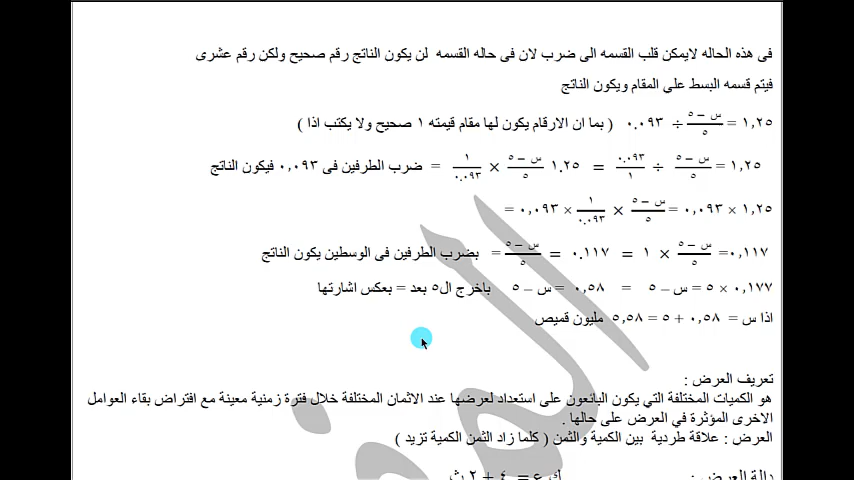 فى هذه الحاله لايمكن قلب القسمه الى ضرب لان فى حاله القسمه لن يكون الناتج رقم صحيح ولكن رقم عشرى
فيتم قسمه البسط علي المقام ويكون الناتج
١,٢٥ = س – ٥ / ٥ ÷ ٠.٠٩٣ ( بما ان الارقام يكون لها مقام قيمته ١ صحيح ولا يكتب اذا )
١,٢٥ = س – ٥ / ٥ ÷ ٠.٠٩٣ / ١ = ١.٢٥ س – ٥ / ٥ × ١ / ٠.٠٩٣ = ضرب الطرفين فى ٠,٠٩٣ فيكون الناتج
١,٢٥ × ٠,٠٩٣ = س – ٥ / ٥ × ١ / ٠.٠٩٣ × ٠,٠٩٣ =
٠,١١٧ = س – ٥ / ٥ × ١ = ٠.١١٧ = س – ٥ / ٥ = بضرب الطرفين فى الوسطين يكون الناتج
٠,١٧٧ × ٥ = س – ٥ = ٠,٥٨ = س – ٥ باخرج ال٥ بعد = بعكس اشارتها
اذا س = ٠,٥٨ + ٥ = ٥,٥٨ مليون قميص
تعريف العرض :
هو الكميات المختلفة التي يكون البائعون على استعداد لعرضها عند الاثمان المختلفة خلال فترة زمنية معينة مع افتراض بقاء العوامل
الاخرى المؤثرة في العرض على حالها .
العرض : علاقة طردية بين الكمية والثمن ( كلما زاد الثمن الكمية تزيد )
دالة العرض : ك ع = ٤ + ٢ ث